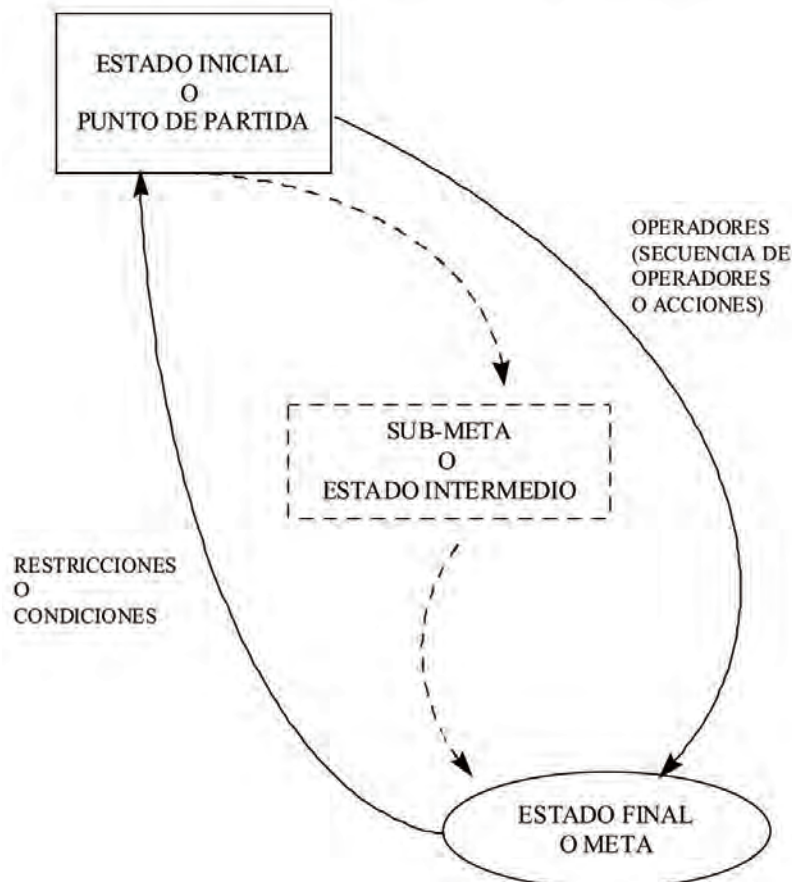 ESTADO INICIAL
O
PUNTO DE PARTIDA
OPERADORES
(SECUENCIA DE
OPERADORES
O ACCIONES)
SUB-META
O
ESTADO INTERMEDIO
RESTRICCIONES
O
CONDICIONES
ESTADO FINAL
O META